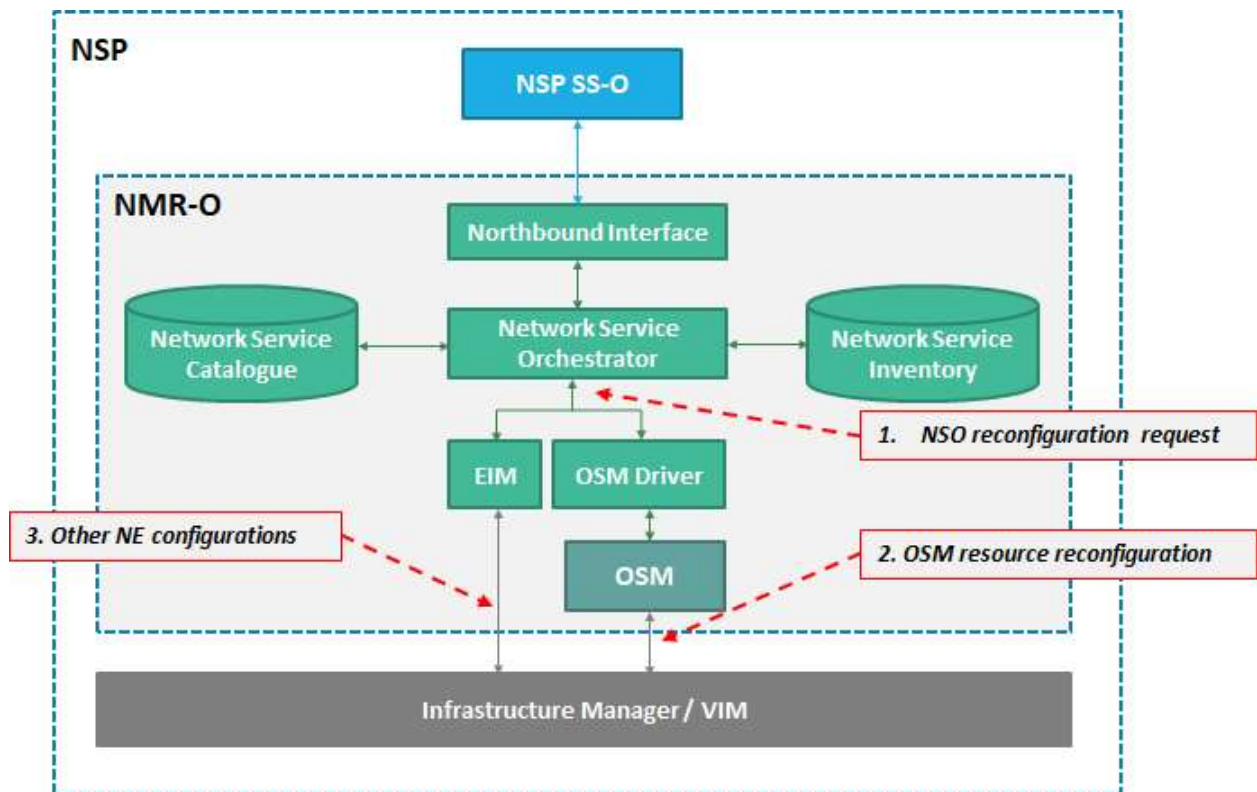 NSP
NSP SS-O
NMR-O
Northbound Interface
Network Service
Catalogue
Network Service
Orchestrator
Network Service
Inventory
1. NSO reconfiguration request
EIM
OSM Driver
3. Other NE configurations
2. OSM resource reconfiguration
OSM
Infrastructure Manager / VIM